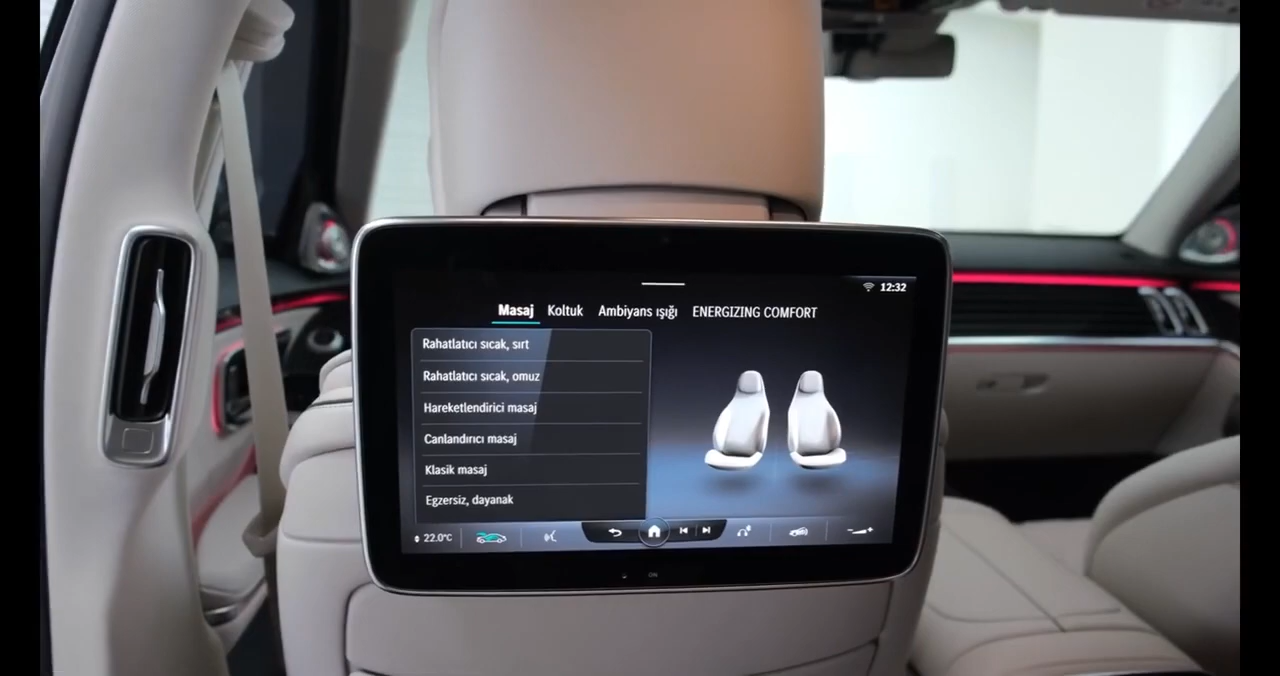 12:32
Masaj Koltuk Ambiyans ışığı ENERGIZING COMFORT
Rahatlatıcı sıcak, sırt
Rahatlatıcı sıcak, omuz
Hareketlendirici masaj
Canlandırıcı masaj
Klasik masaj
Egzersiz, dayanak
22.0°C
ON